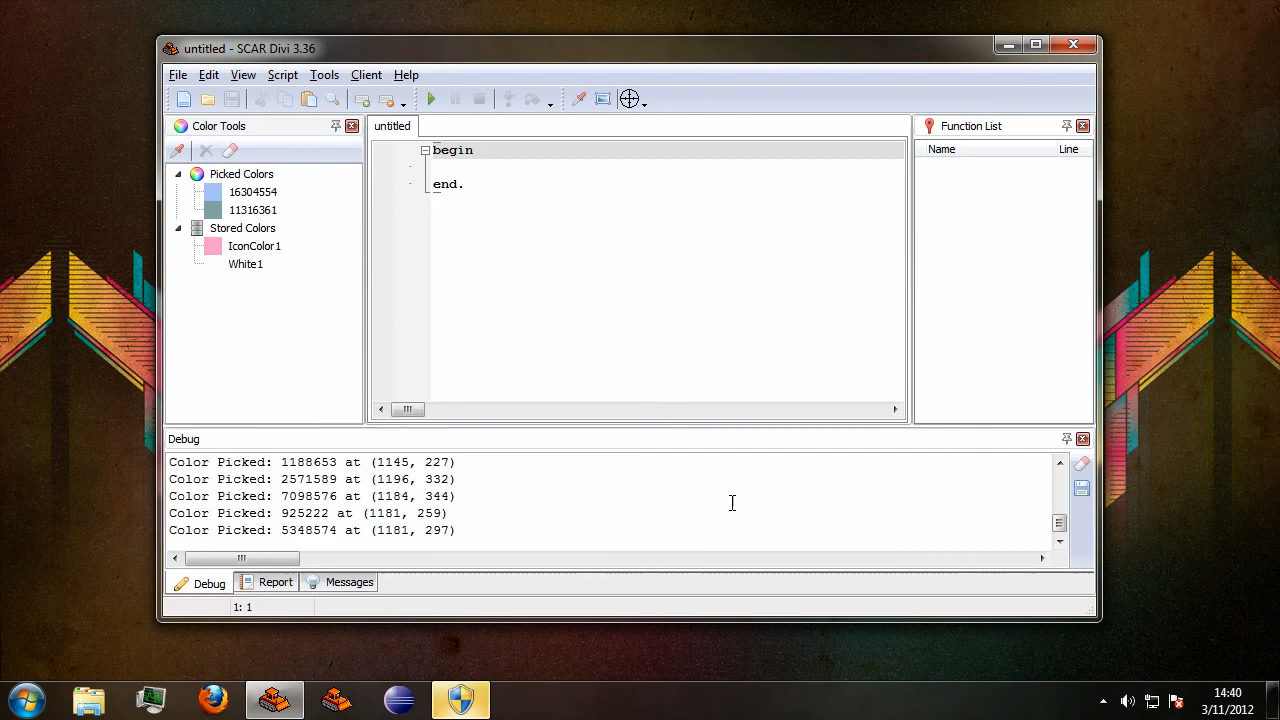 untitled - SCAR Divi 3.36
File Edit View Script Tools Client Help
Color Tools
untitled
Function List
Name Line
Picked Colors
16304554
11316361
Stored Colors
IconColor1
White1
begin
end.
Debug
Color Picked: 1188653 at (1145, 227)
Color Picked: 2571589 at (1196, 332)
Color Picked: 7098576 at (1184, 344)
Color Picked: 925222 at (1181, 259)
Color Picked: 5348574 at (1181, 297)
Debug Report Messages
1: 1
14:40
3/11/2012